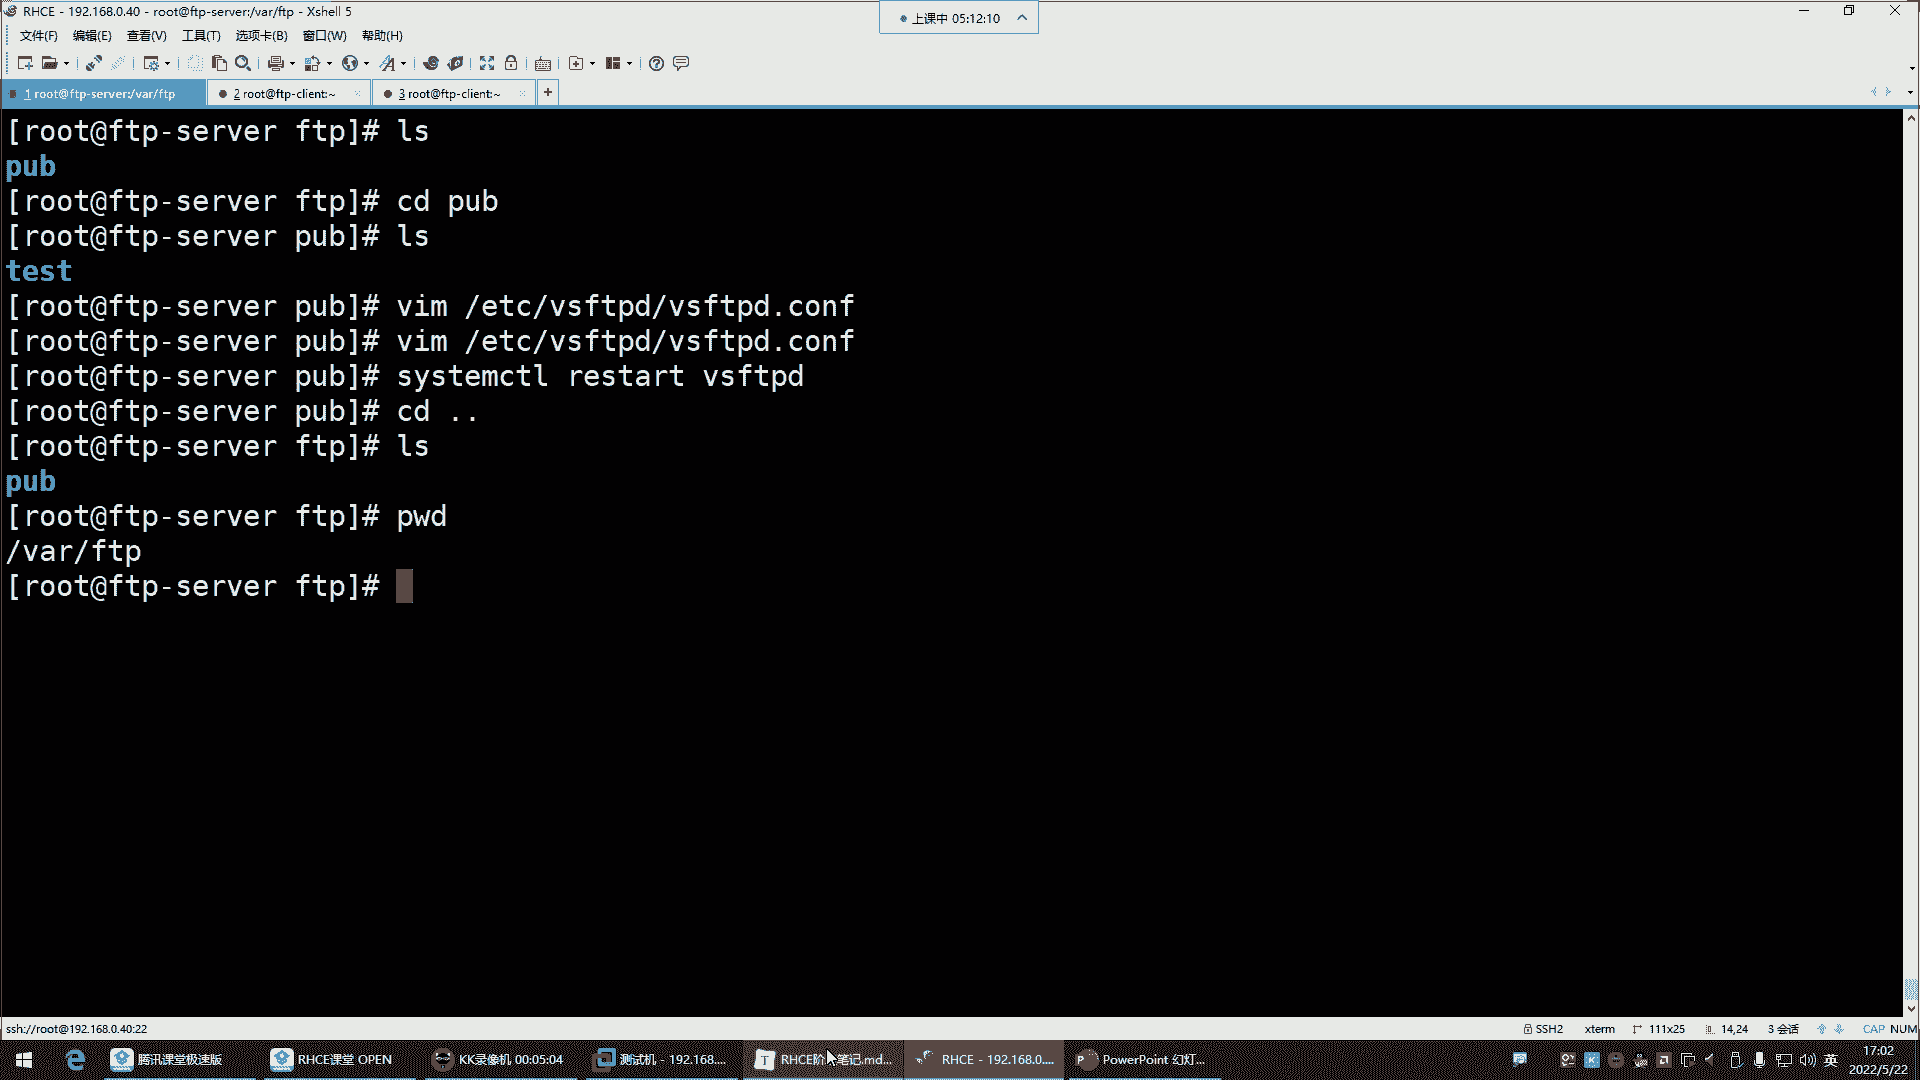 RHCE - 192.168.0.40 - root@ftp-server:/var/ftp - Xshell 5
上课中 05:12:10
文件(F) 编辑(E) 查看(V) 工具(T) 选项卡(B) 窗口(W) 帮助(H)
1 root@ftp-server:/var/ftp
2 root@ftp-client:~
3 root@ftp-client:~
[root@ftp-server ftp]# ls
pub
[root@ftp-server ftp]# cd pub
[root@ftp-server pub]# ls
test
[root@ftp-server pub]# vim /etc/vsftpd/vsftpd.conf
[root@ftp-server pub]# vim /etc/vsftpd/vsftpd.conf
[root@ftp-server pub]# systemctl restart vsftpd
[root@ftp-server pub]# cd ..
[root@ftp-server ftp]# ls
pub
[root@ftp-server ftp]# pwd
/var/ftp
[root@ftp-server ftp]#
ssh://root@192.168.0.40:22
SSH2 xterm 111x25 14,24 3 会话 CAP NUM
腾讯课堂极速版
RHCE课堂 OPEN
KK录像机 00:05:04
测试机 - 192.168....
RHCE阶 笔记.md...
RHCE - 192.168.0....
PowerPoint 幻灯...
英
17:02
2022/5/22